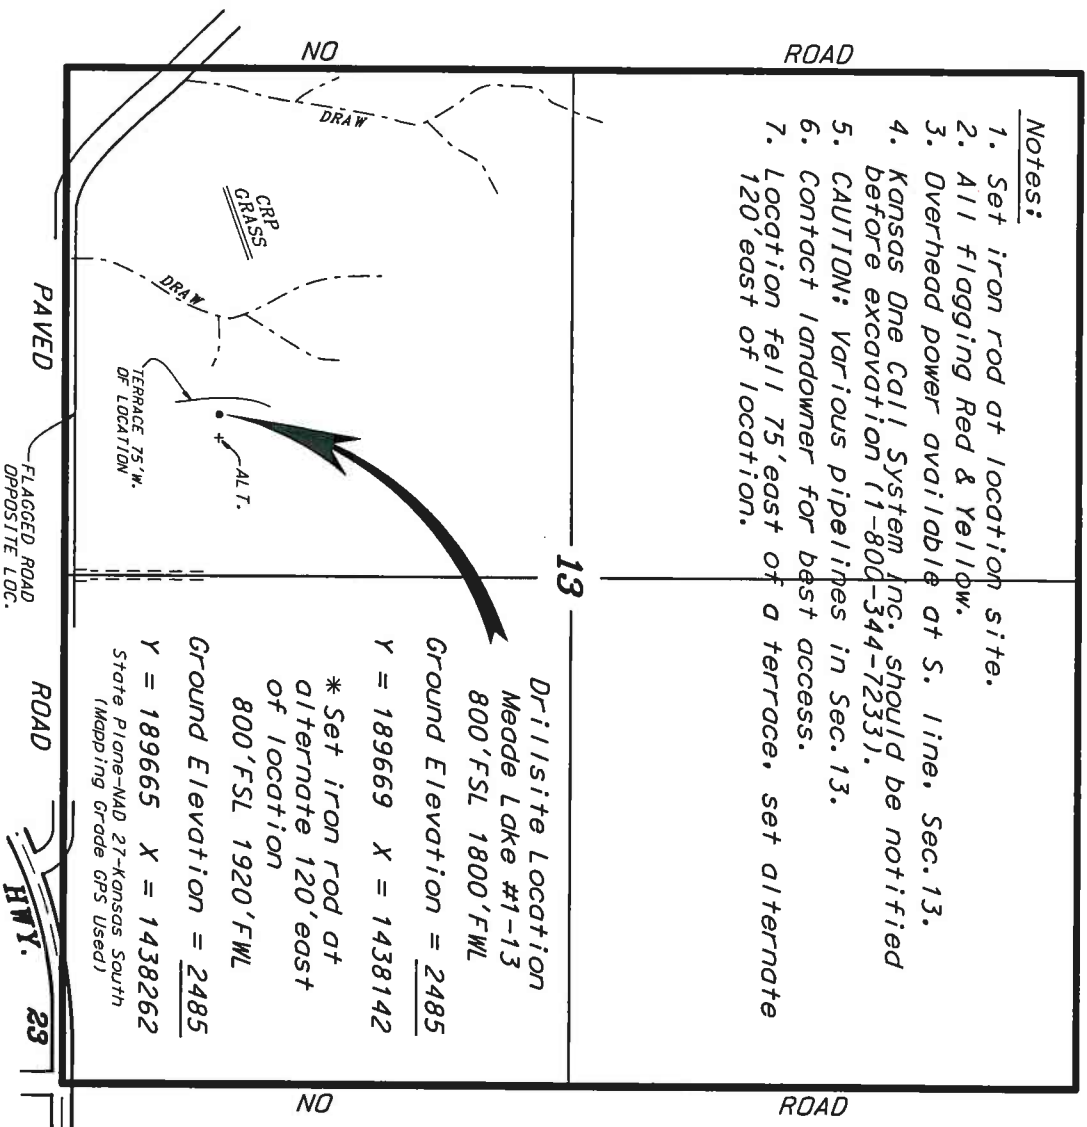 NO
ROAD
Notes:
1. Set iron rod at location site.
2. All flagging Red & Yellow.
3. Overhead power available at S. line, Sec.13.
4. Kansas One Call System Inc. should be notified
before excavation (1-800-344-7233).
5. CAUTION: Various pipelines in Sec.13.
6. Contact landowner for best access.
7. Location fell 75'east of a terrace, set alternate
120'east of location.
DRAW
CRP
GRASS
DRAW
TERRACE 75'W.
OF LOCATION
ALT.
13
Drillsite Location
Meade Lake #1-13
800'FSL 1800'FWL
Ground Elevation = 2485
Y = 189669 X = 1438142
* Set iron rod at
alternate 120'east
of location
800'FSL 1920'FWL
Ground Elevation = 2485
Y = 189665 X = 1438262
State Plane-NAD 27-Kansas South
(Mapping Grade GPS Used)
PAVED
ROAD
FLAGGED ROAD
OPPOSITE LOC.
HWY. 23
NO
ROAD